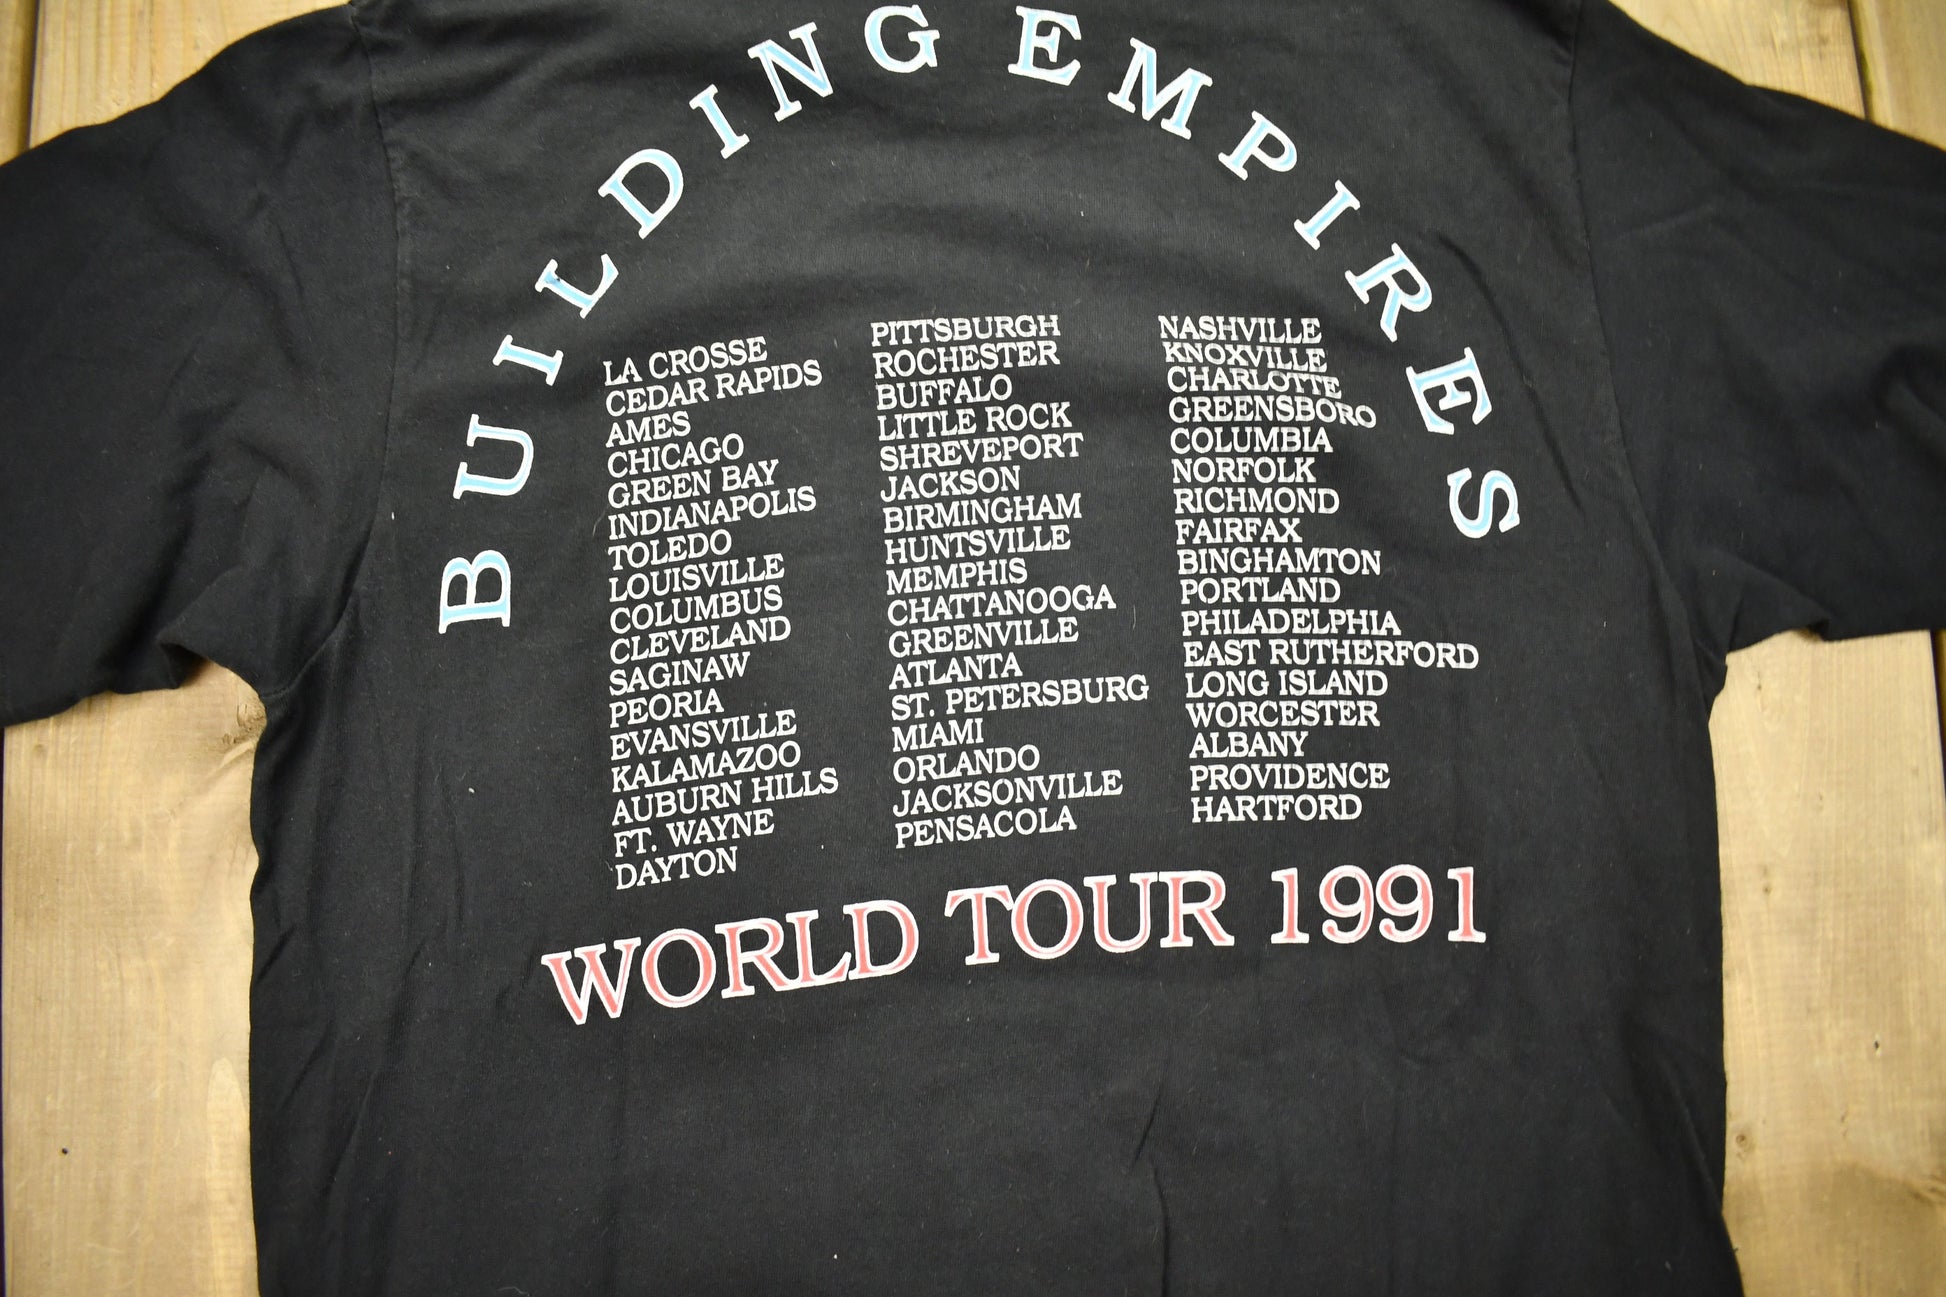 BUILDING EMPIRES
LA CROSSE
CEDAR RAPIDS
AMES
CHICAGO
GREEN BAY
INDIANAPOLIS
TOLEDO
LOUISVILLE
COLUMBUS
CLEVELAND
SAGINAW
PEORIA
EVANSVILLE
KALAMAZOO
AUBURN HILLS
FT. WAYNE
DAYTON
PITTSBURGH
ROCHESTER
BUFFALO
LITTLE ROCK
SHREVEPORT
JACKSON
BIRMINGHAM
HUNTSVILLE
MEMPHIS
CHATTANOOGA
GREENVILLE
ATLANTA
ST. PETERSBURG
MIAMI
ORLANDO
JACKSONVILLE
PENSACOLA
NASHVILLE
KNOXVILLE
CHARLOTTE
GREENSBORO
COLUMBIA
NORFOLK
RICHMOND
FAIRFAX
BINGHAMTON
PORTLAND
PHILADELPHIA
EAST RUTHERFORD
LONG ISLAND
WORCESTER
ALBANY
PROVIDENCE
HARTFORD
WORLD TOUR 1991